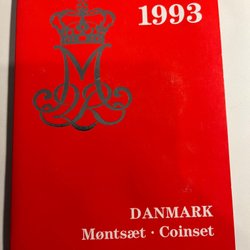 1993
DANMARK
Møntsæt · Coinset